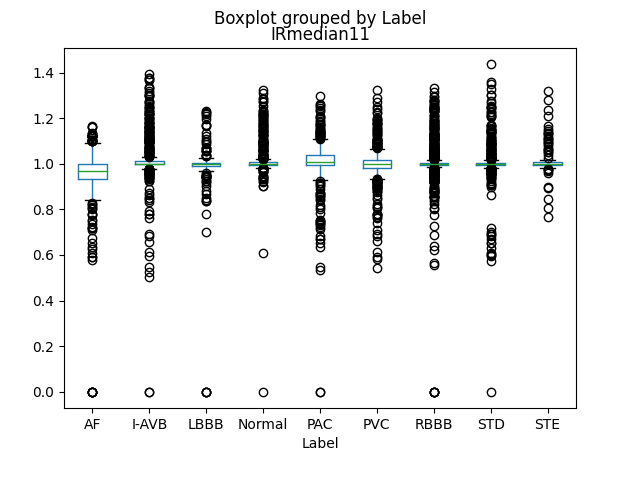 Boxplot grouped by Label
IRmedian11
1.4
1.2
1.0
0.8
0.6
0.4
0.2
0.0
AF I-AVB LBBB Normal PAC PVC RBBB STD STE
Label